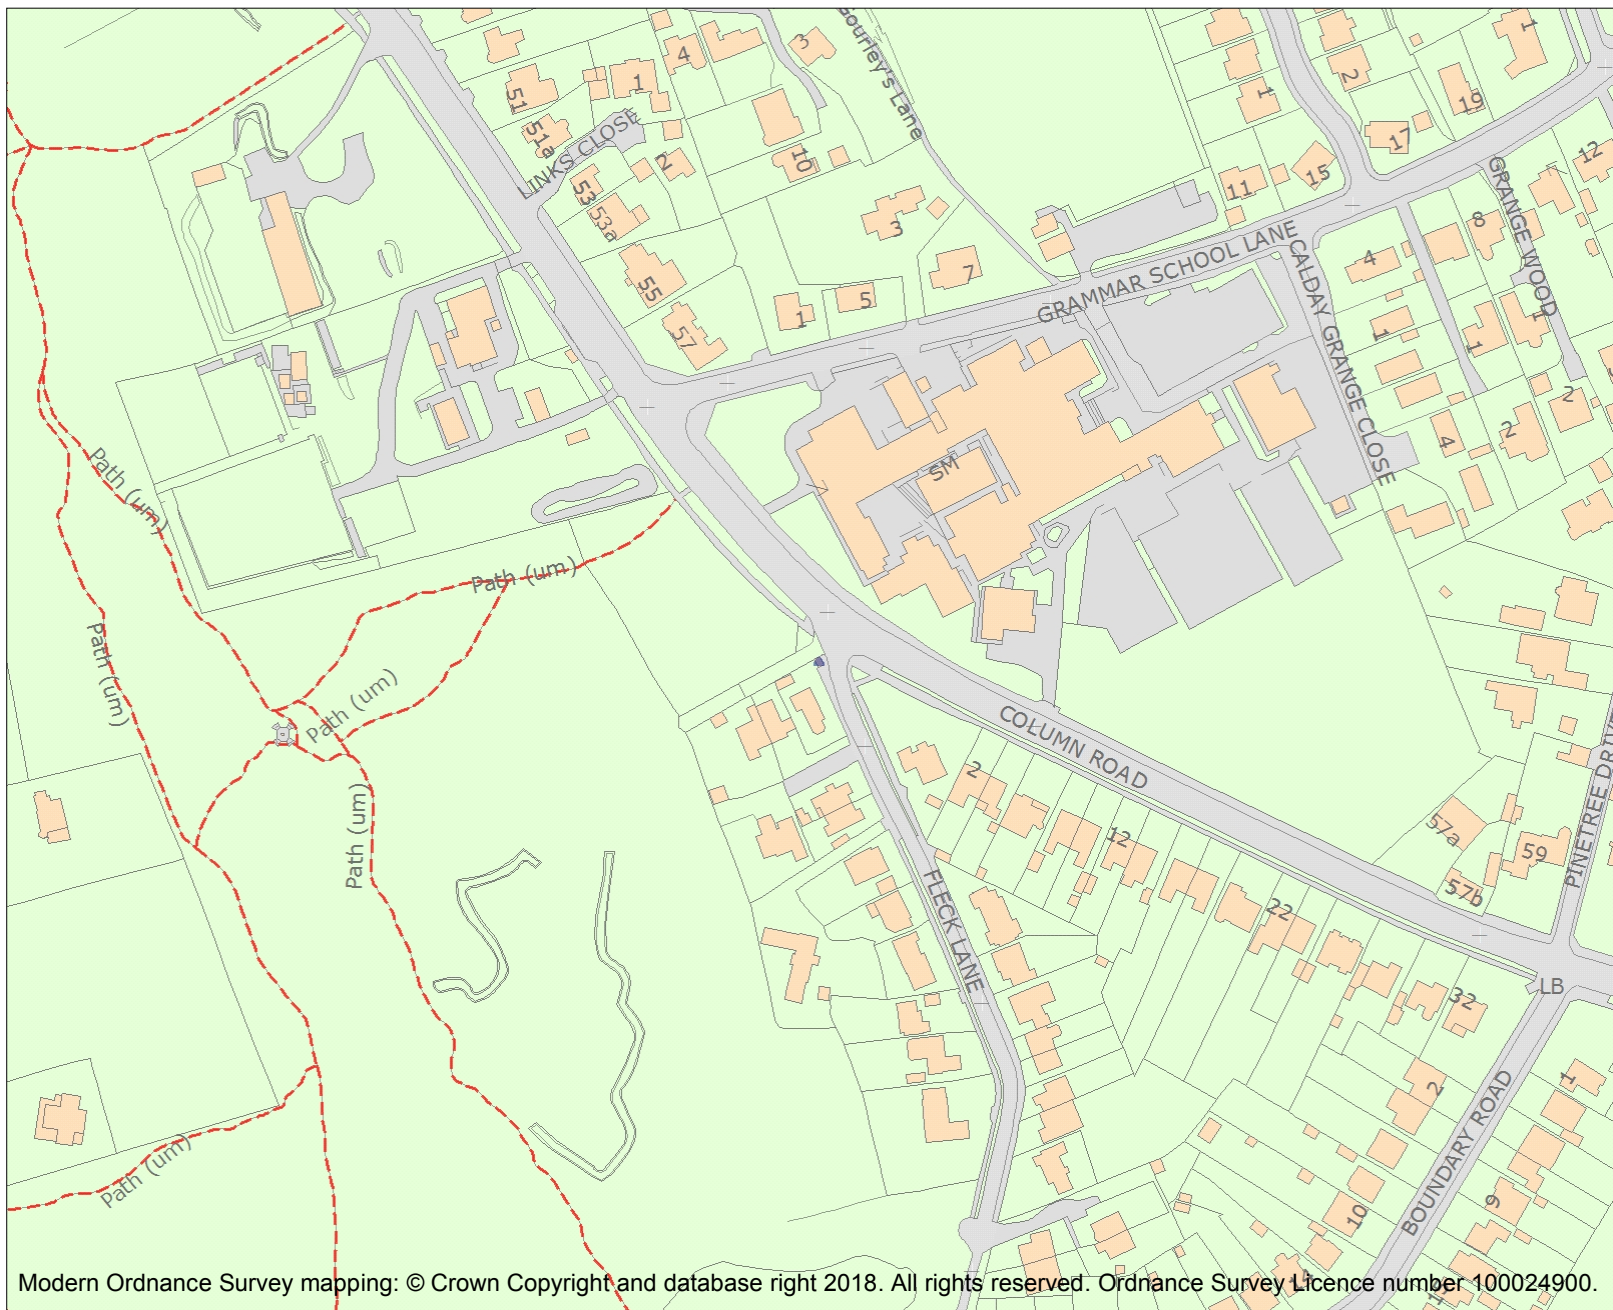 Gourley's Lane
3
4
1
51
51a
LINKS CLOSE
2
10
53
53a
55
57
3
7
5
1
1
2
1
19
17
15
11
12
GRANGE WOOD
8
4
GRAMMAR SCHOOL LANE
CALDAY GRANGE CLOSE
1
1
1
2
2
4
SM
Path (um)
Path (um)
Path (um)
Path (um)
Path (um)
COLUMN ROAD
2
12
22
32
57a
59
57b
PINETREE DRIVE
FLECK LANE
LB
2
1
BOUNDARY ROAD
9
10
14
Path (um)
Modern Ordnance Survey mapping: © Crown Copyright and database right 2018. All rights reserved. Ordnance Survey Licence number 100024900.